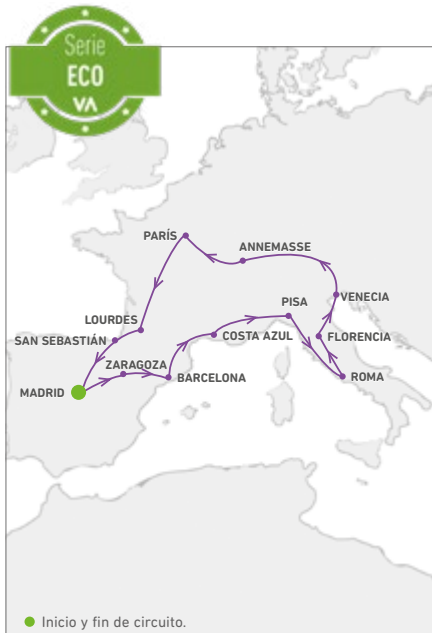 Serie
ECO
VA
PARÍS
ANNEMASSE
VENECIA
PISA
LOURDES
SAN SEBASTIÁN
COSTA AZUL
FLORENCIA
ZARAGOZA
BARCELONA
ROMA
MADRID
Inicio y fin de circuito.